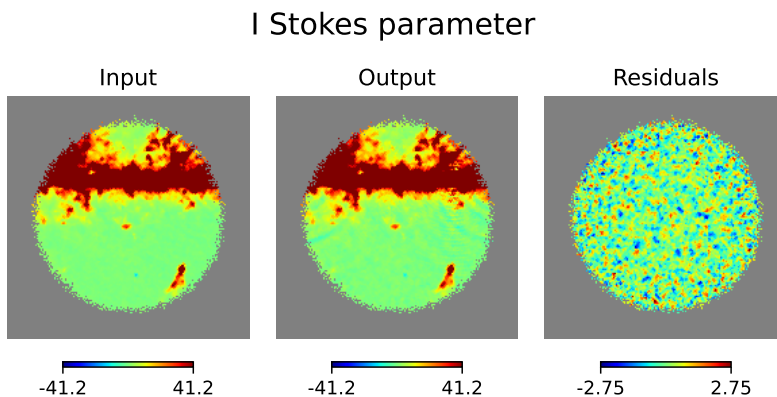 I Stokes parameter
Input
Output
Residuals
-41.2
41.2
-41.2
41.2
-2.75
2.75